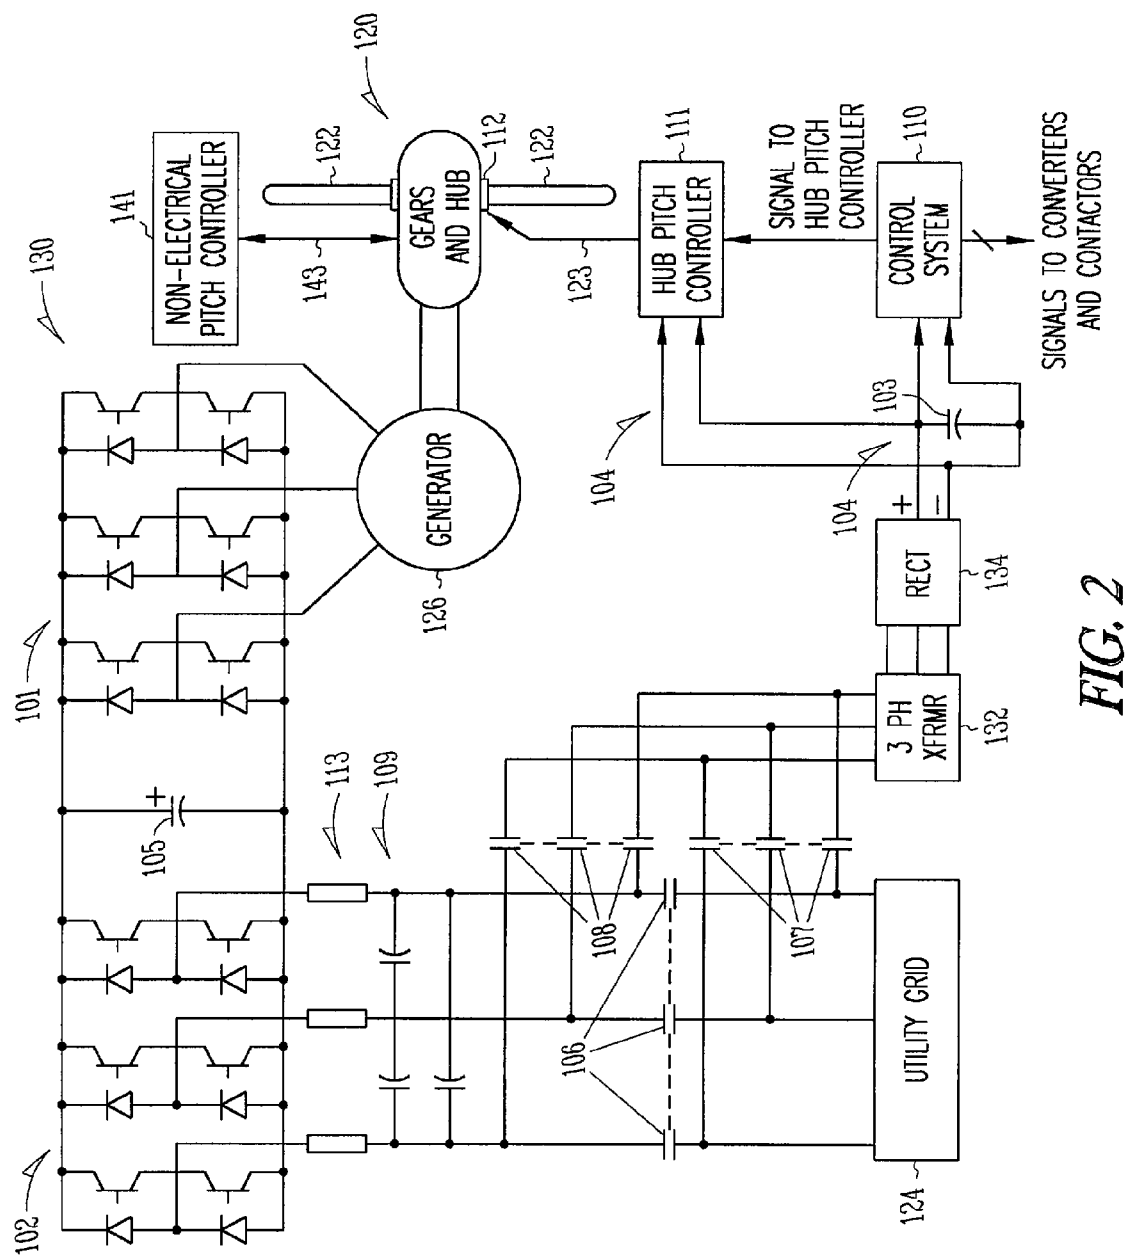 130
101
102
105
+
141
NON-ELECTRICAL
PITCH CONTROLLER
143
122
120
GEARS
AND HUB
112
122
123
GENERATOR
126
113
109
111
HUB PITCH
CONTROLLER
SIGNAL TO
HUB PITCH
CONTROLLER
110
CONTROL
SYSTEM
SIGNALS TO CONVERTERS
AND CONTACTORS
104
104
103
+
−
RECT
134
3 PH
XFRMR
132
108
107
106
UTILITY GRID
124
FIG. 2